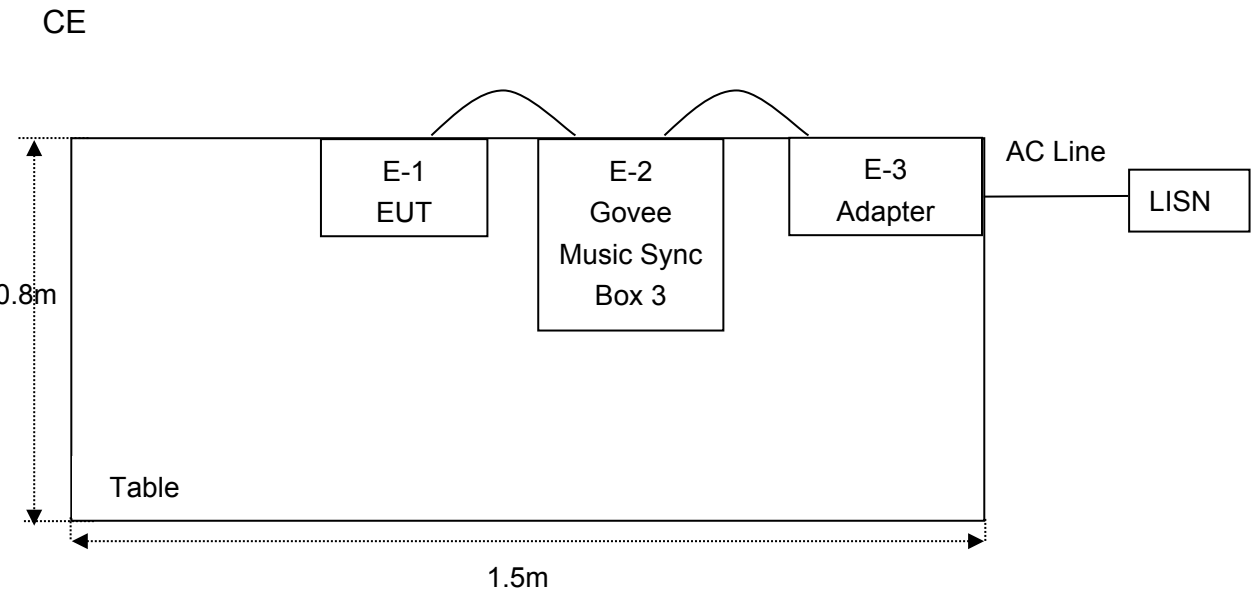 CE
AC Line
E-1
EUT
E-2
Govee
Music Sync
Box 3
E-3
Adapter
LISN
0.8m
Table
1.5m